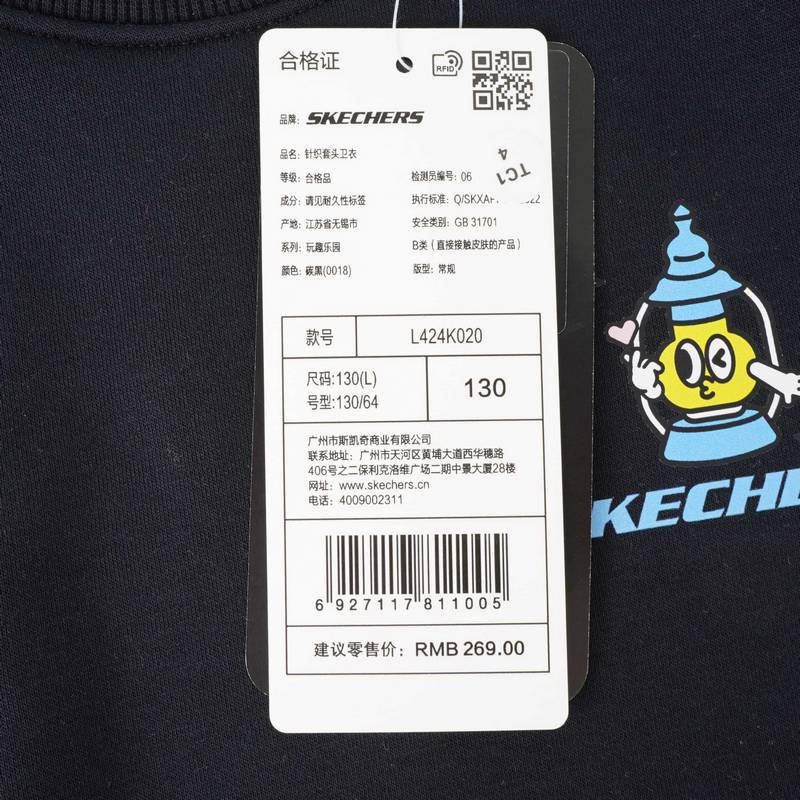 合格证
RFID
品牌: SKECHERS
TC1
4
品名: 针织套头卫衣
等级: 合格品
检测员编号: 06
成分: 请见耐久性标签
执行标准:
产地: 江苏省无锡市
安全类别: GB 31701
系列: 玩趣乐园
B类 (直接接触皮肤的产品)
颜色: 碳黑(0018)
版型: 常规
款号 L424K020
尺码:130(L)
号型:130/64
130
广州市斯凯奇商业有限公司
联系地址: 广州市天河区黄埔大道西华穗路
406号之二保利克洛维广场二期中景大厦28楼
网址: www.skechers.cn
电话: 4009002311
6 927117 811005
建议零售价: RMB 269.00
SKECHE